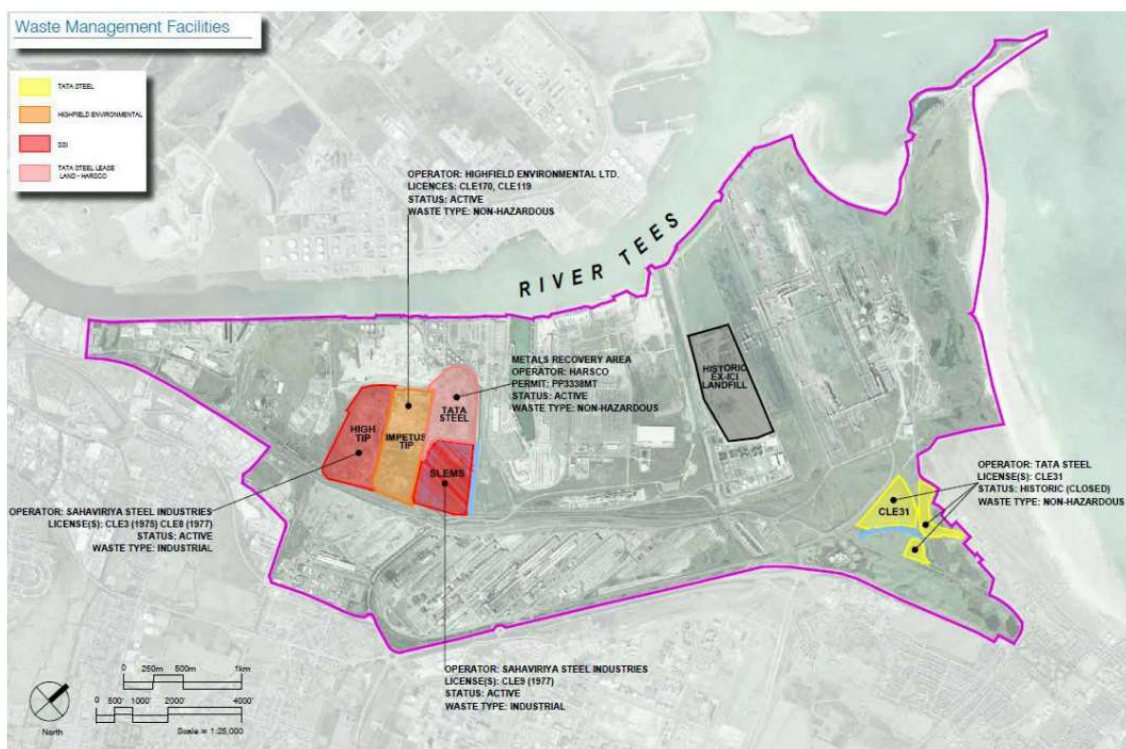 Waste Management Facilities
TATA STEEL
HIGHFIELD ENVIRONMENTAL
SSI
TATA STEEL LEASE
LAND - HARSCO
OPERATOR: HIGHFIELD ENVIRONMENTAL LTD.
LICENCES: CLE170, CLE119
STATUS: ACTIVE
WASTE TYPE: NON-HAZARDOUS
RIVER TEES
METALS RECOVERY AREA
OPERATOR: HARSCO
PERMIT: PP3338MT
STATUS: ACTIVE
WASTE TYPE: NON-HAZARDOUS
HISTORIC
EX-ICI
LANDFILL
HIGH
TIP
IMPETUS
TIP
TATA
STEEL
SLEMS
OPERATOR: TATA STEEL
LICENSE(S): CLE31
STATUS: HISTORIC (CLOSED)
WASTE TYPE: NON-HAZARDOUS
CLE31
OPERATOR: SAHAVIRIYA STEEL INDUSTRIES
LICENSE(S): CLE3 (1975) CLE8 (1977)
STATUS: ACTIVE
WASTE TYPE: INDUSTRIAL
OPERATOR: SAHAVIRIYA STEEL INDUSTRIES
LICENSE(S): CLE9 (1977)
STATUS: ACTIVE
WASTE TYPE: INDUSTRIAL
0 250m 500m 1km
0 500' 1000' 2000' 4000'
Scale = 1:25,000
North